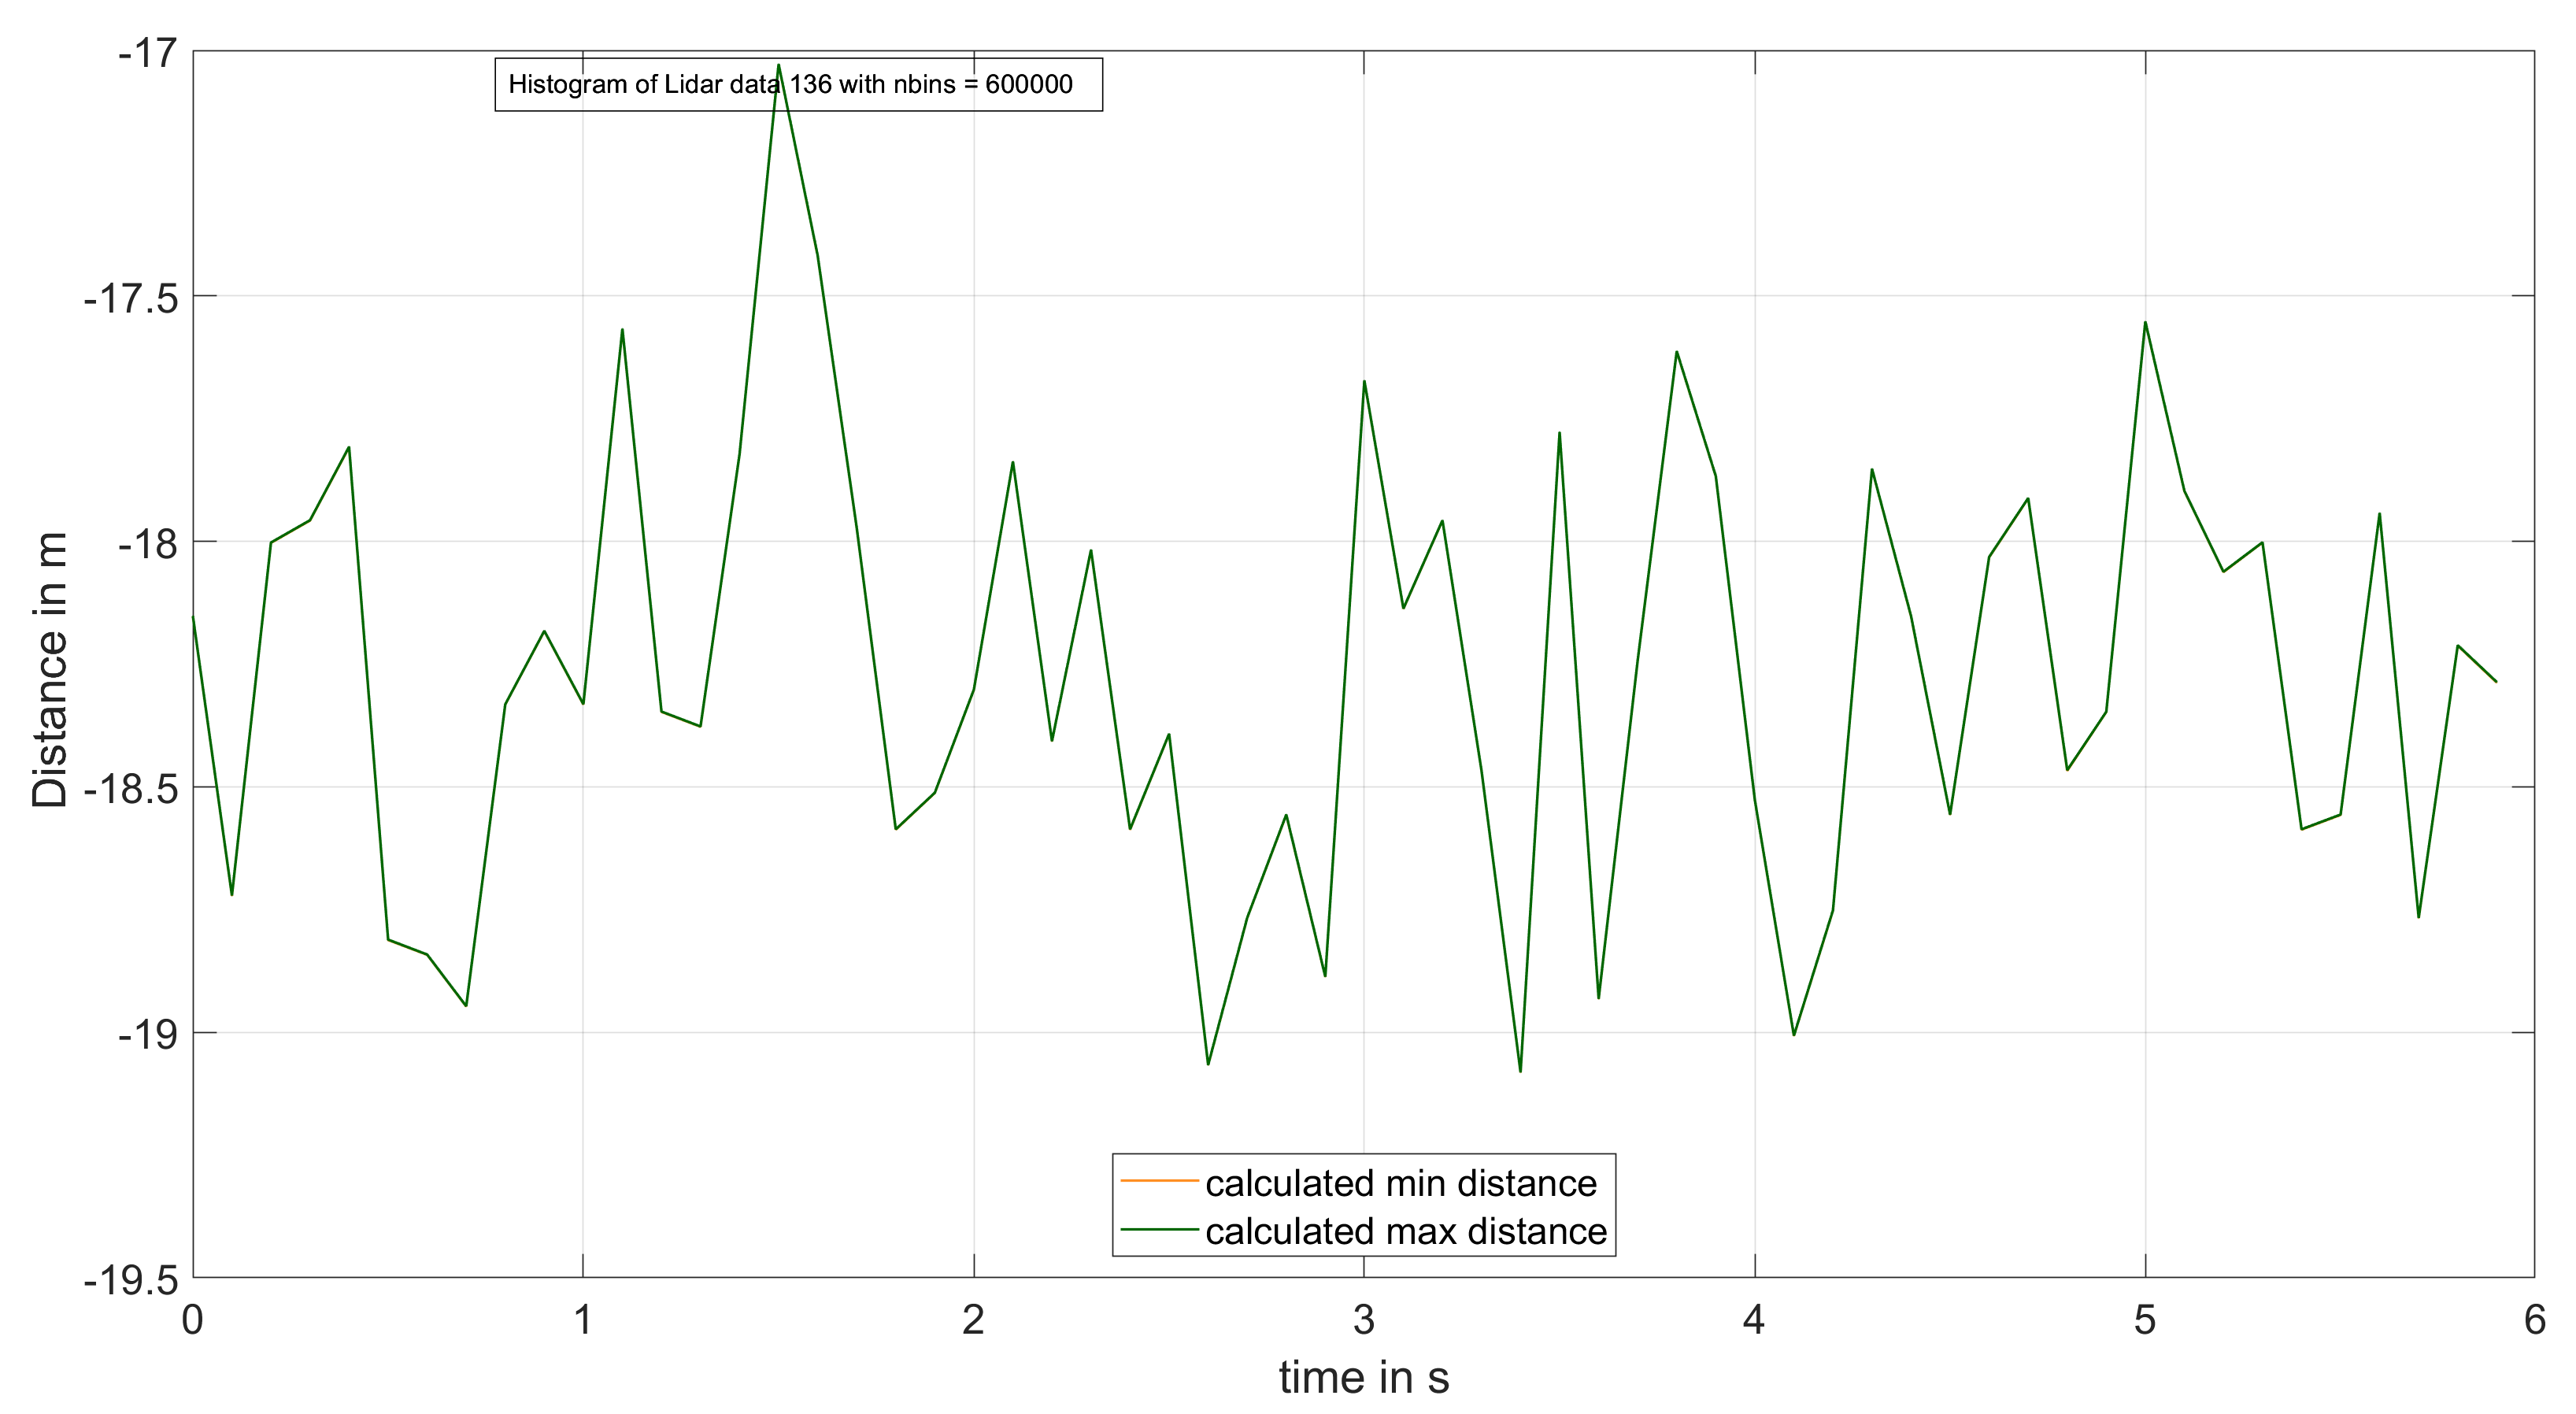 Histogram of Lidar data 136 with nbins = 600000
-17
-17.5
-18
-18.5
-19
-19.5
Distance in m
calculated min distance
calculated max distance
0 1 2 3 4 5 6
time in s